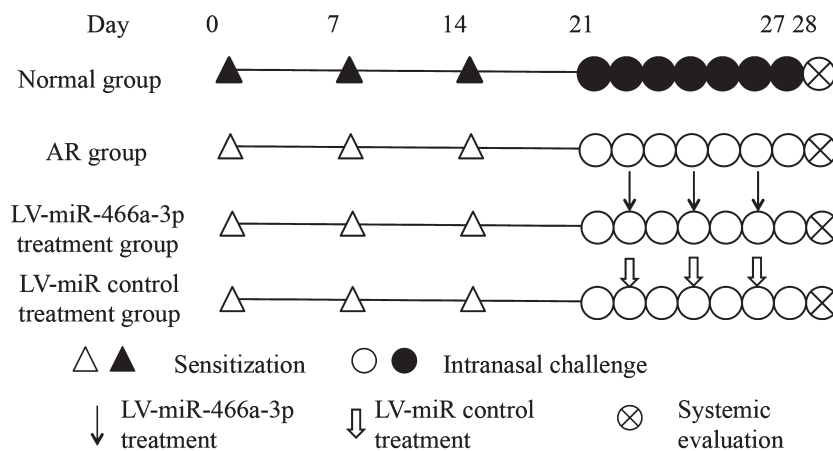 Day 0 7 14 21 27 28
Normal group
AR group
LV-miR-466a-3p
treatment group
LV-miR control
treatment group
Sensitization Intranasal challenge
LV-miR-466a-3p
treatment
LV-miR control
treatment
Systemic
evaluation